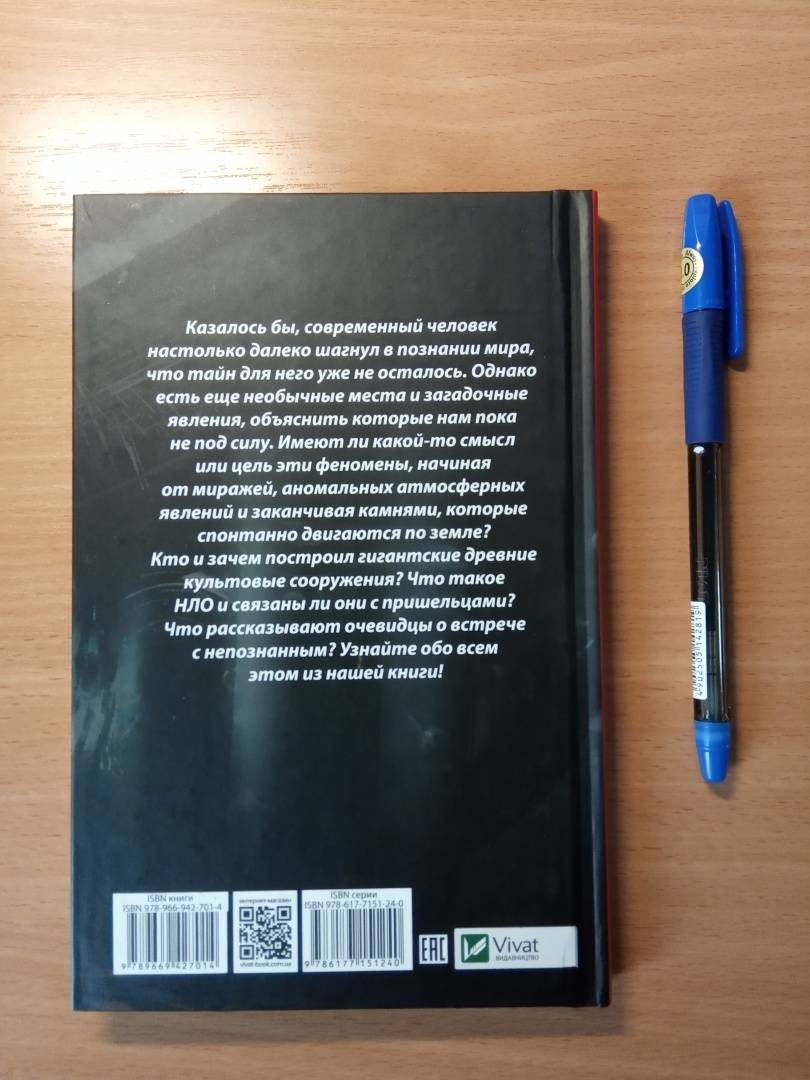 Казалось бы, современный человек
настолько далеко шагнул в познании мира,
что тайн для него уже не осталось. Однако
есть еще необычные места и загадочные
явления, объяснить которые нам пока
не под силу. Имеют ли какой-то смысл
или цель эти феномены, начиная
от миражей, аномальных атмосферных
явлений и заканчивая камнями, которые
спонтанно двигаются по земле?
Кто и зачем построил гигантские древние
культовые сооружения? Что такое
НЛО и связаны ли они с пришельцами?
Что рассказывают очевидцы о встрече
с непознанным? Узнайте обо всем
этом из нашей книги!
ISBN книги
ISBN 978-966-942-701-4
9 789669 427014
интернет-магазин
vivat-book.com.ua
ISBN серии
ISBN 978-617-7151-24-0
9 786177 151240
EAC
Vivat
ВИДАВНИЦТВО
4 902505 142819